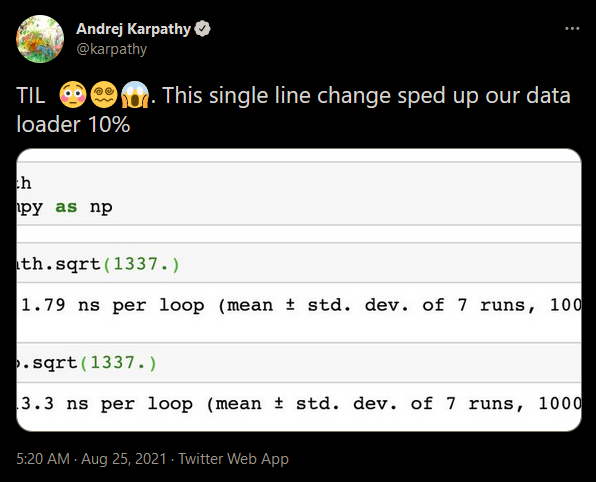 Andrej Karpathy
@karpathy
TIL 😳😵‍💫😱. This single line change sped up our data
loader 10%
th
mpy as np
ath.sqrt(1337.)
1.79 ns per loop (mean ± std. dev. of 7 runs, 100
p.sqrt(1337.)
3.3 ns per loop (mean ± std. dev. of 7 runs, 1000
5:20 AM · Aug 25, 2021 · Twitter Web App